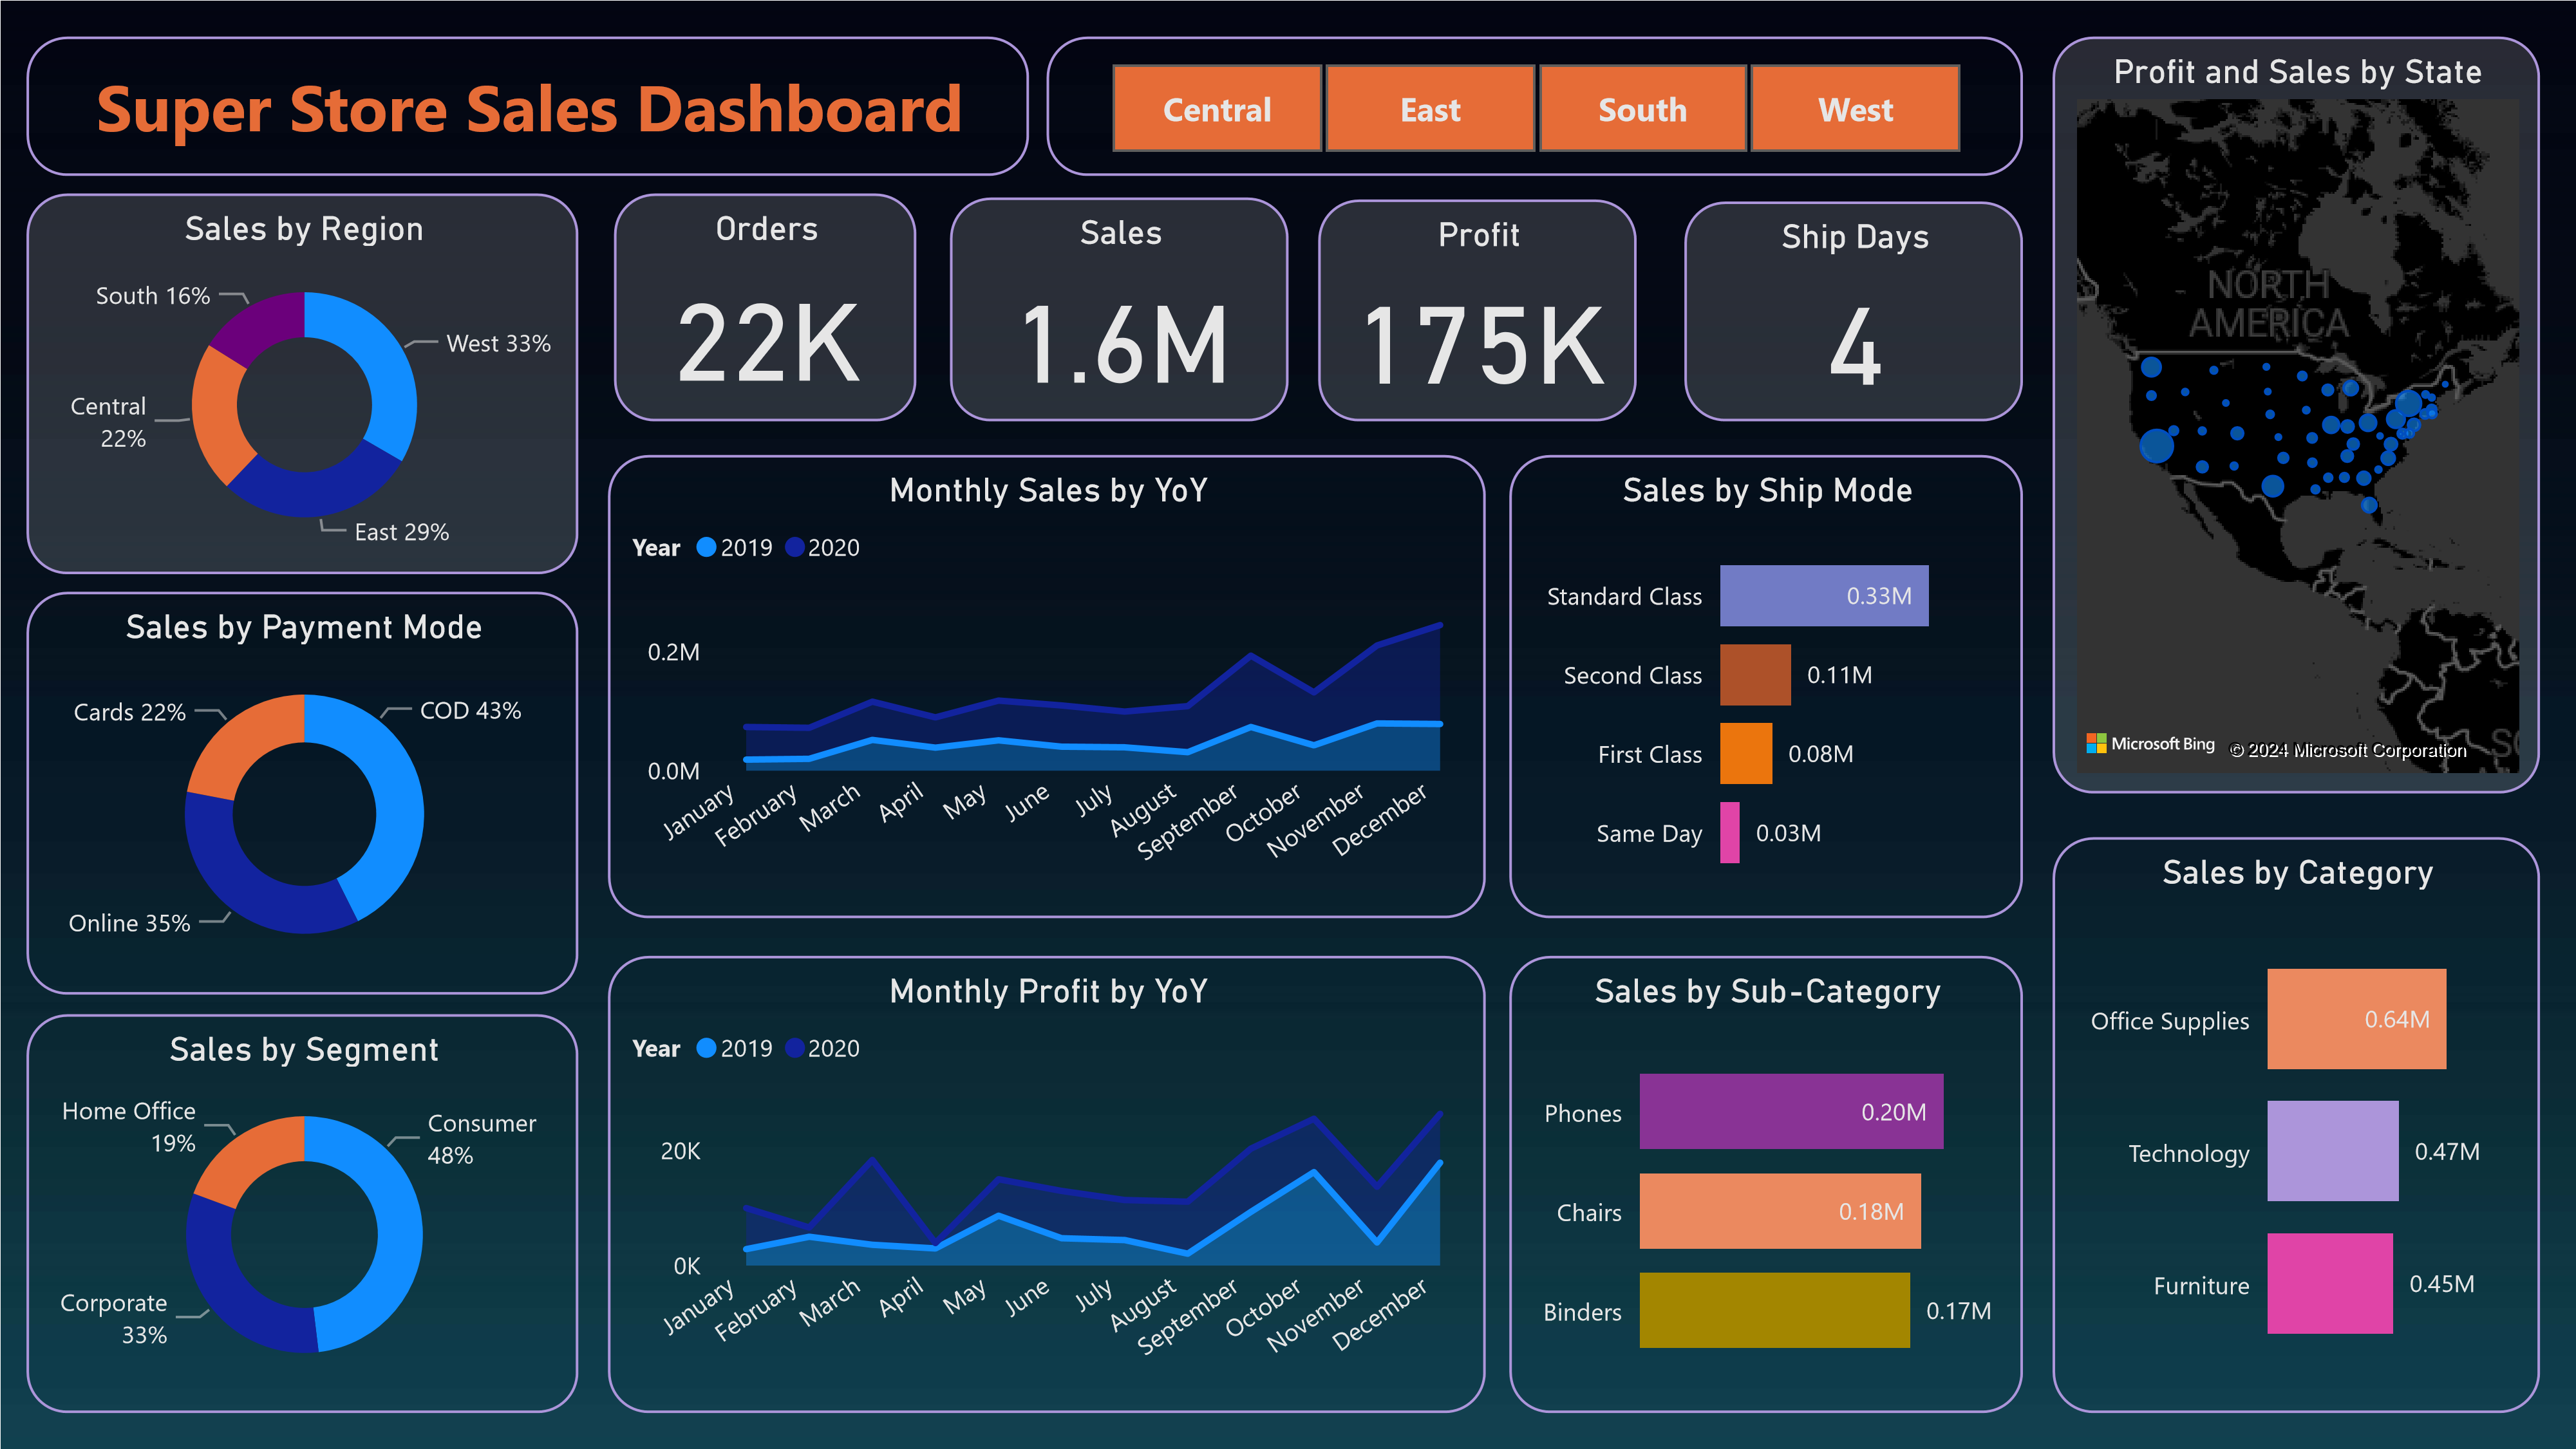 Super Store Sales Dashboard
Central
East
South
West
Profit and Sales by State
NORTH
AMERICA
Microsoft Bing
© 2024 Microsoft Corporation
Sales by Region
South 16%
West 33%
Central
22%
East 29%
Orders
22K
Sales
1.6M
Profit
175K
Ship Days
4
Sales by Payment Mode
Cards 22%
COD 43%
Online 35%
Monthly Sales by YoY
Year 2019 2020
0.2M
0.0M
January
February
March
April
May
June
July
August
September
October
November
December
Sales by Ship Mode
Standard Class 0.33M
Second Class 0.11M
First Class 0.08M
Same Day 0.03M
Sales by Segment
Home Office
19%
Consumer
48%
Corporate
33%
Monthly Profit by YoY
Year 2019 2020
20K
0K
January
February
March
April
May
June
July
August
September
October
November
December
Sales by Sub-Category
Phones 0.20M
Chairs 0.18M
Binders 0.17M
Sales by Category
Office Supplies 0.64M
Technology 0.47M
Furniture 0.45M